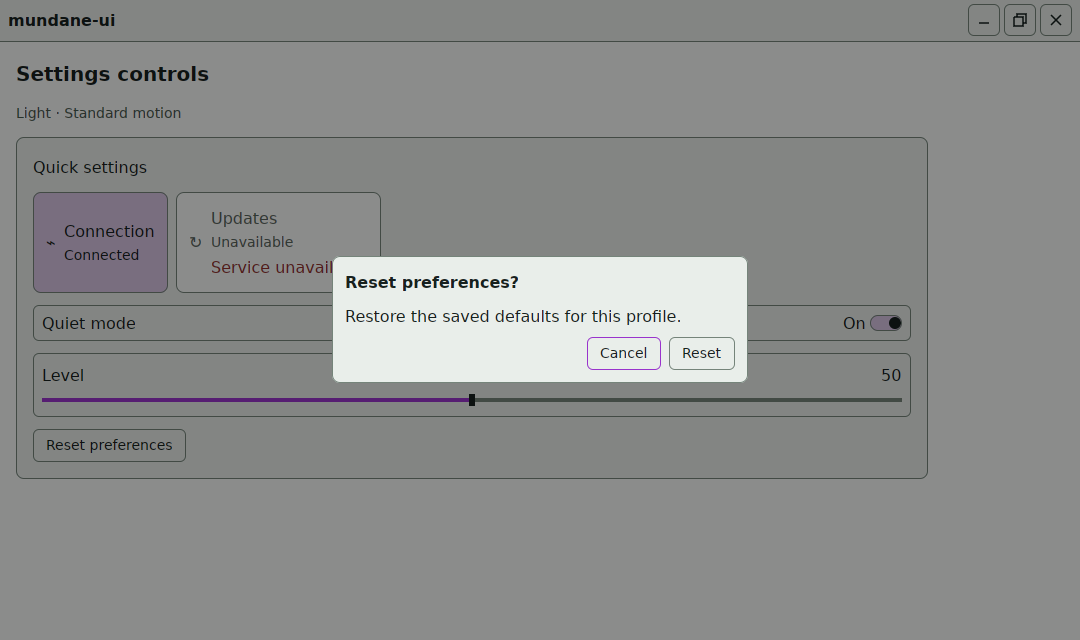 mundane-ui
Settings controls
Light · Standard motion
Quick settings
Connection
Connected
Updates
Unavailable
Service unavail
Quiet mode
On
Level
50
Reset preferences
Reset preferences?
Restore the saved defaults for this profile.
Cancel
Reset